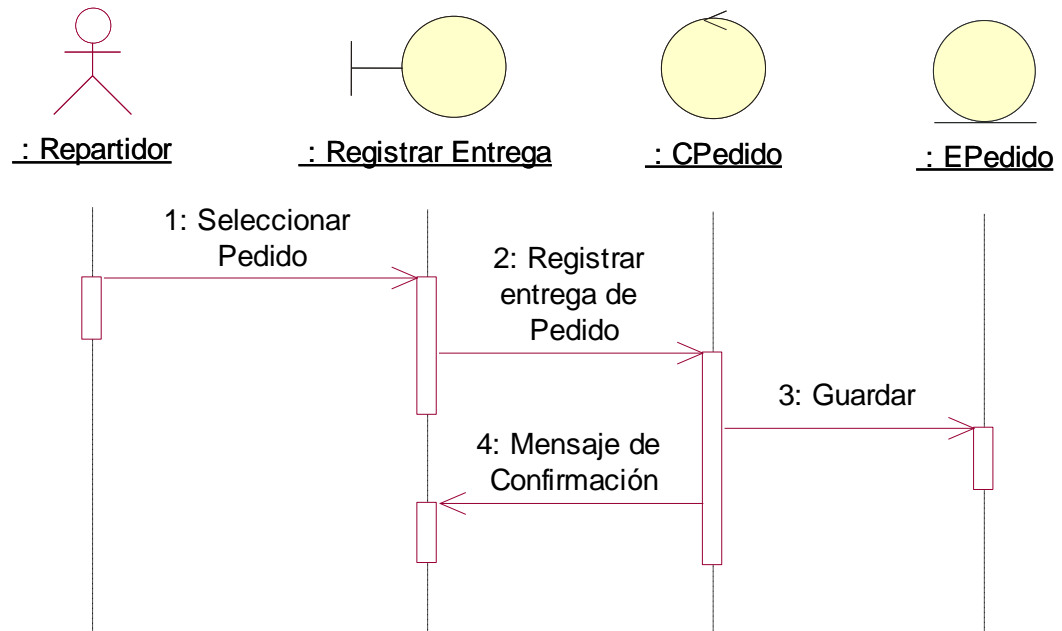 : Repartidor
: Registrar Entrega
: CPedido
: EPedido
1: Seleccionar
Pedido
2: Registrar
entrega de
Pedido
3: Guardar
4: Mensaje de
Confirmación